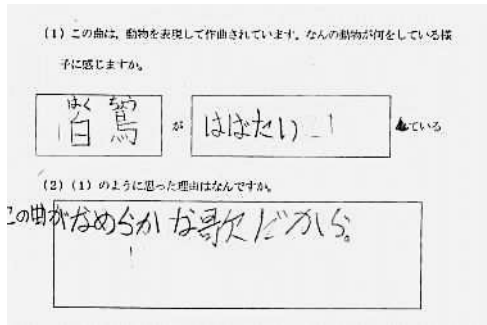 (1) この曲は、動物を表現して作曲されています。なんの動物が何をしている様
子に感じますか。
はくちょう
伯鳥 が はばたい ている
(2) (1) のように思った理由はなんですか。
この曲がなめらかな歌だから。